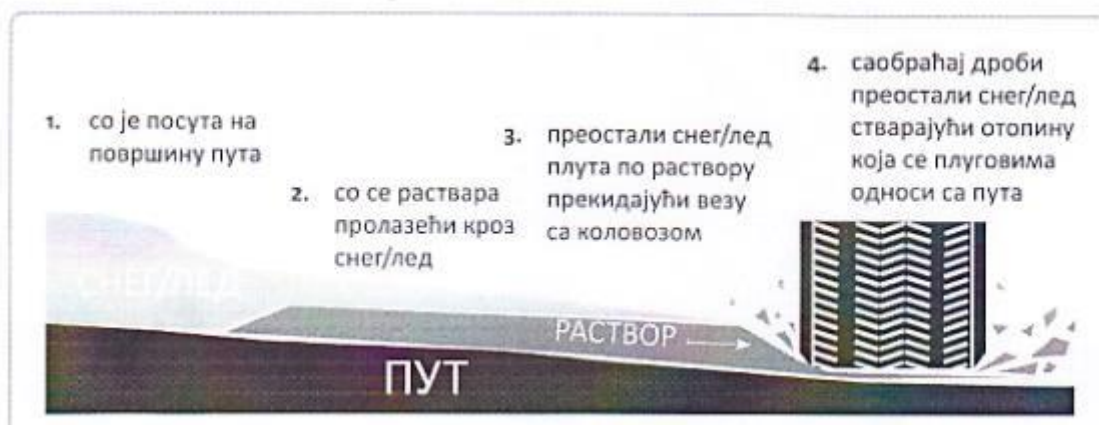 1. со је посута на
површину пута
2. со се раствара
пролазећи кроз
снег/лед
3. преостали снег/лед
плута по раствору
прекидајући везу
са коловозом
4. саобраћај дроби
преостали снег/лед
стварајући отопину
која се плуговима
односи са пута
СНЕГ/ЛЕД
РАСТВОР
ПУТ